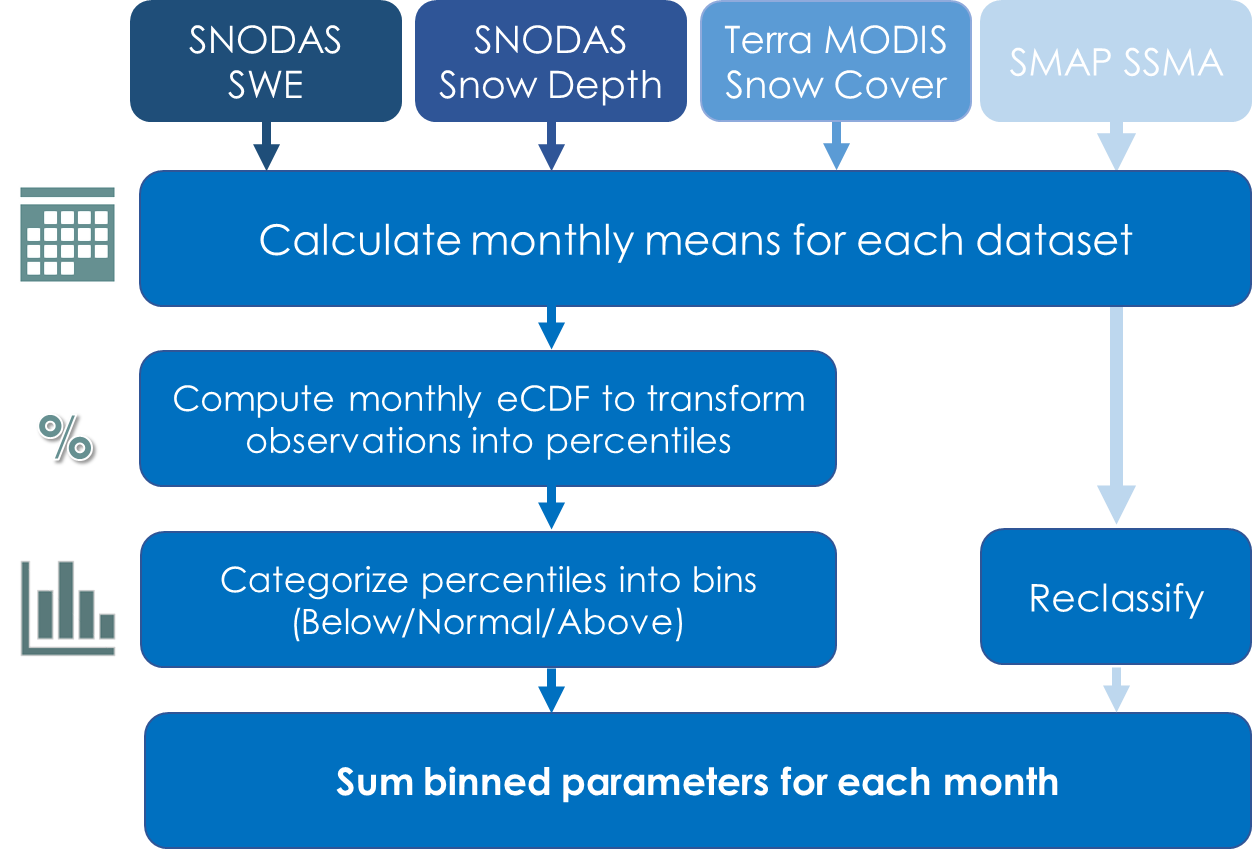 SNODAS
SWE
SNODAS
Snow Depth
Terra MODIS
Snow Cover
SMAP SSMA
Calculate monthly means for each dataset
Compute monthly eCDF to transform
observations into percentiles
%
Categorize percentiles into bins
(Below/Normal/Above)
Reclassify
Sum binned parameters for each month